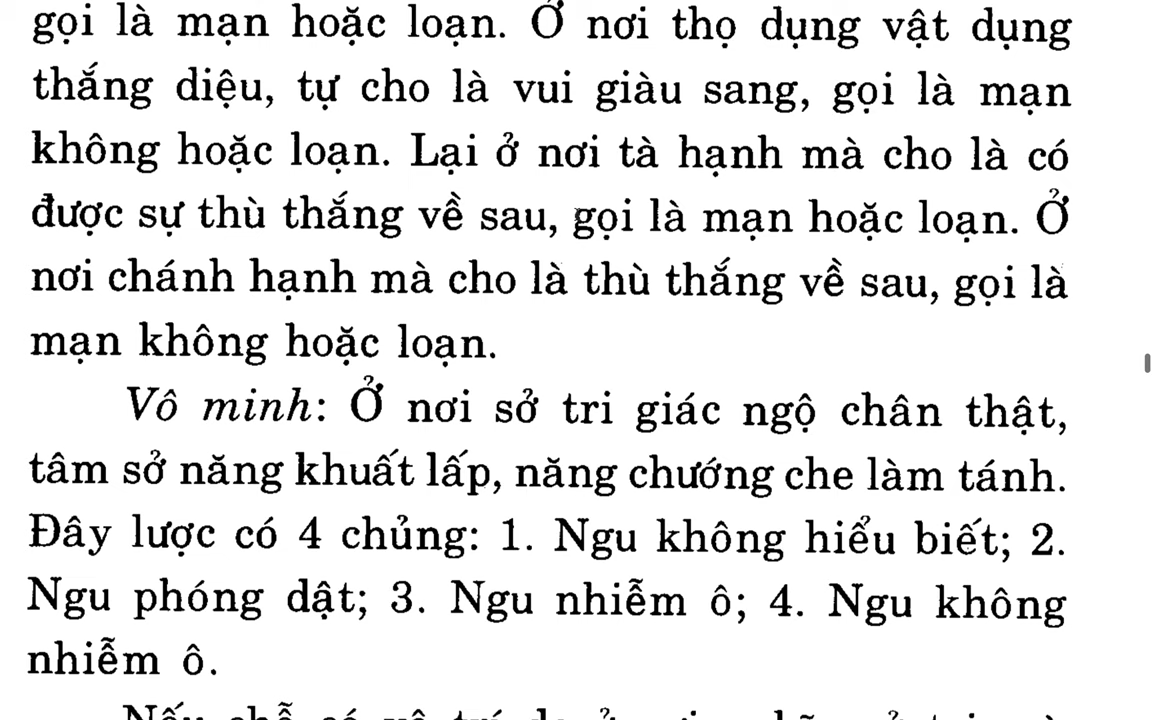 gọi là mạn hoặc loạn. Ở nơi thọ dụng vật dụng
thắng diệu, tự cho là vui giàu sang, gọi là mạn
không hoặc loạn. Lại ở nơi tà hạnh mà cho là có
được sự thù thắng về sau, gọi là mạn hoặc loạn. Ở
nơi chánh hạnh mà cho là thù thắng về sau, gọi là
mạn không hoặc loạn.
Vô minh: Ở nơi sở tri giác ngộ chân thật,
tâm sở năng khuất lấp, năng chướng che làm tánh.
Đây lược có 4 chủng: 1. Ngu không hiểu biết; 2.
Ngu phóng dật; 3. Ngu nhiễm ô; 4. Ngu không
nhiễm ô.